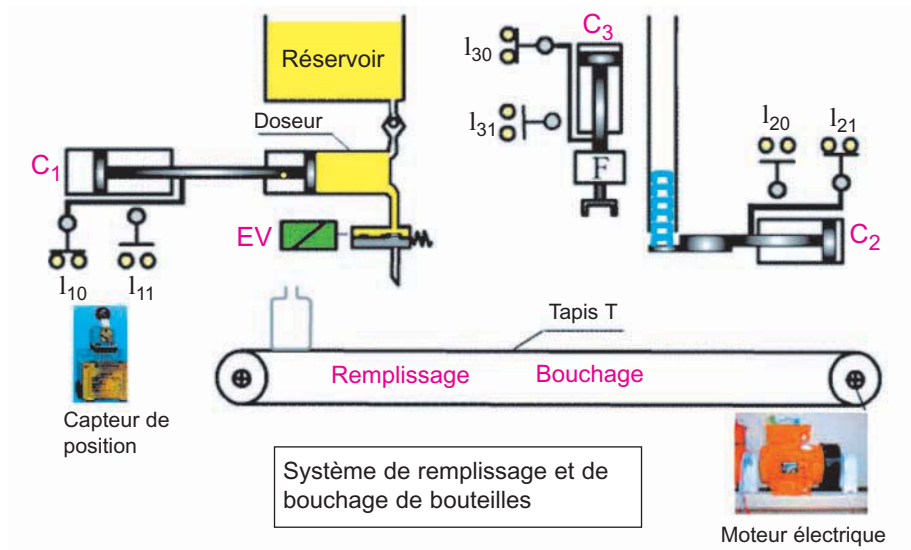 Réservoir
C3
l30
l31
F
l20
l21
C2
Doseur
C1
EV
l10
l11
Tapis T
Remplissage
Bouchage
Capteur de
position
Système de remplissage et de
bouchage de bouteilles
Moteur électrique